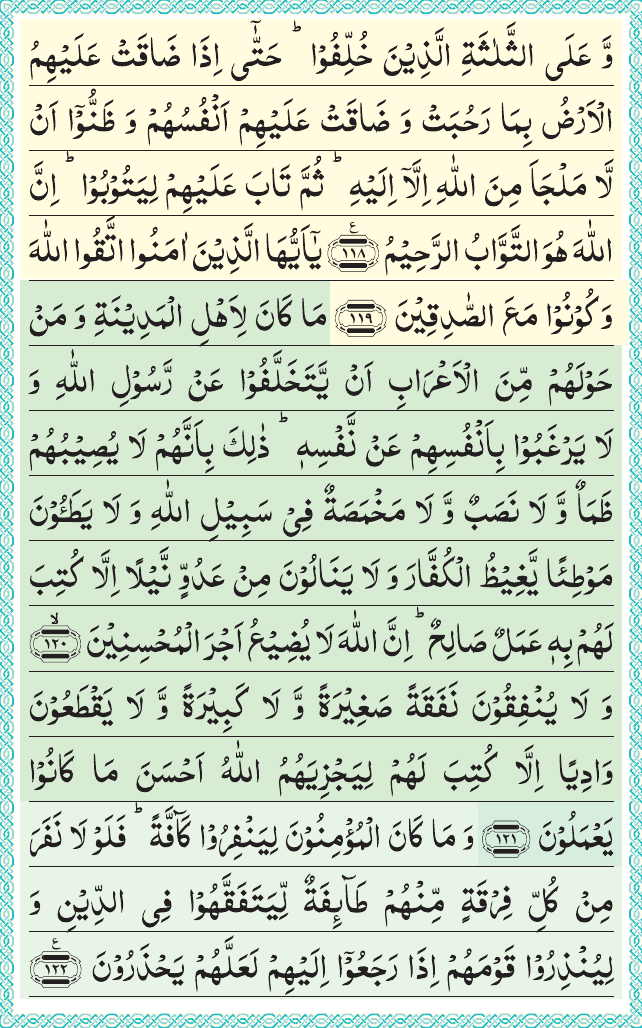 وَّ عَلَى الثَّلٰثَةِ الَّذِيْنَ خُلِّفُوْا ؕ حَتّٰۤى اِذَا ضَاقَتْ عَلَيْهِمُ
الْاَرْضُ بِمَا رَحُبَتْ وَ ضَاقَتْ عَلَيْهِمْ اَنْفُسُهُمْ وَ ظَنُّوْۤا اَنْ
لَّا مَلْجَاَ مِنَ اللّٰهِ اِلَّاۤ اِلَيْهِ ؕ ثُمَّ تَابَ عَلَيْهِمْ لِيَتُوْبُوْا ؕ اِنَّ
اللّٰهَ هُوَ التَّوَّابُ الرَّحِيْمُ ﴿۱۱۸﴾ ع يٰۤاَيُّهَا الَّذِيْنَ اٰمَنُوا اتَّقُوا اللّٰهَ
وَ كُوْنُوْا مَعَ الصّٰدِقِيْنَ ﴿۱۱۹﴾ مَا كَانَ لِاَهْلِ الْمَدِيْنَةِ وَ مَنْ
حَوْلَهُمْ مِّنَ الْاَعْرَابِ اَنْ يَّتَخَلَّفُوْا عَنْ رَّسُوْلِ اللّٰهِ وَ
لَا يَرْغَبُوْا بِاَنْفُسِهِمْ عَنْ نَّفْسِهٖ ؕ ذٰلِكَ بِاَنَّهُمْ لَا يُصِيْبُهُمْ
ظَمَاٌ وَّ لَا نَصَبٌ وَّ لَا مَخْمَصَةٌ فِيْ سَبِيْلِ اللّٰهِ وَ لَا يَطَـُٔوْنَ
مَوْطِئًا يَّغِيْظُ الْكُفَّارَ وَ لَا يَنَالُوْنَ مِنْ عَدُوٍّ نَّيْلًا اِلَّا كُتِبَ
لَهُمْ بِهٖ عَمَلٌ صَالِحٌ ؕ اِنَّ اللّٰهَ لَا يُضِيْعُ اَجْرَ الْمُحْسِنِيْنَ ﴿۱۲۰﴾ ۙ
وَ لَا يُنْفِقُوْنَ نَفَقَةً صَغِيْرَةً وَّ لَا كَبِيْرَةً وَّ لَا يَقْطَعُوْنَ
وَادِيًا اِلَّا كُتِبَ لَهُمْ لِيَجْزِيَهُمُ اللّٰهُ اَحْسَنَ مَا كَانُوْا
يَعْمَلُوْنَ ﴿۱۲۱﴾ وَ مَا كَانَ الْمُؤْمِنُوْنَ لِيَنْفِرُوْا كَآفَّةً ؕ فَلَوْ لَا نَفَرَ
مِنْ كُلِّ فِرْقَةٍ مِّنْهُمْ طَآئِفَةٌ لِّيَتَفَقَّهُوْا فِى الدِّيْنِ وَ
لِيُنْذِرُوْا قَوْمَهُمْ اِذَا رَجَعُوْۤا اِلَيْهِمْ لَعَلَّهُمْ يَحْذَرُوْنَ ﴿۱۲۲﴾ ع